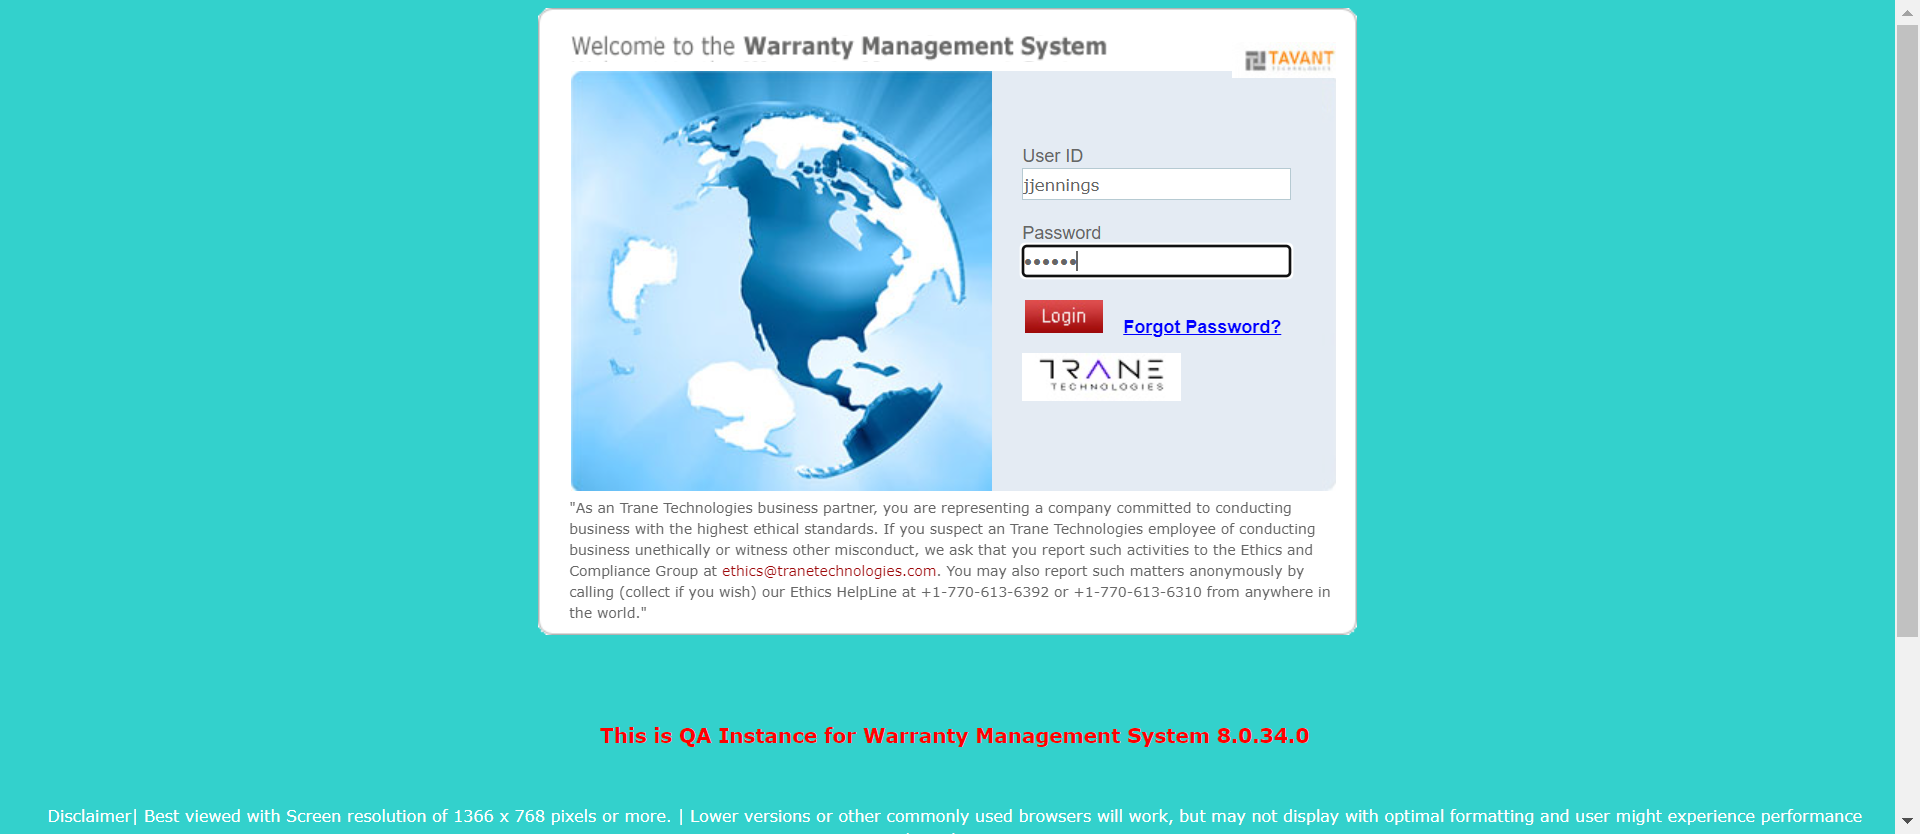 Welcome to the Warranty Management System
TAVANT
TECHNOLOGIES
User ID
jjennings
Password
••••••
Login
Forgot Password?
TRANE
TECHNOLOGIES
"As an Trane Technologies business partner, you are representing a company committed to conducting
business with the highest ethical standards. If you suspect an Trane Technologies employee of conducting
business unethically or witness other misconduct, we ask that you report such activities to the Ethics and
Compliance Group at ethics@tranetechnologies.com. You may also report such matters anonymously by
calling (collect if you wish) our Ethics HelpLine at +1-770-613-6392 or +1-770-613-6310 from anywhere in
the world."
This is QA Instance for Warranty Management System 8.0.34.0
Disclaimer| Best viewed with Screen resolution of 1366 x 768 pixels or more. | Lower versions or other commonly used browsers will work, but may not display with optimal formatting and user might experience performance